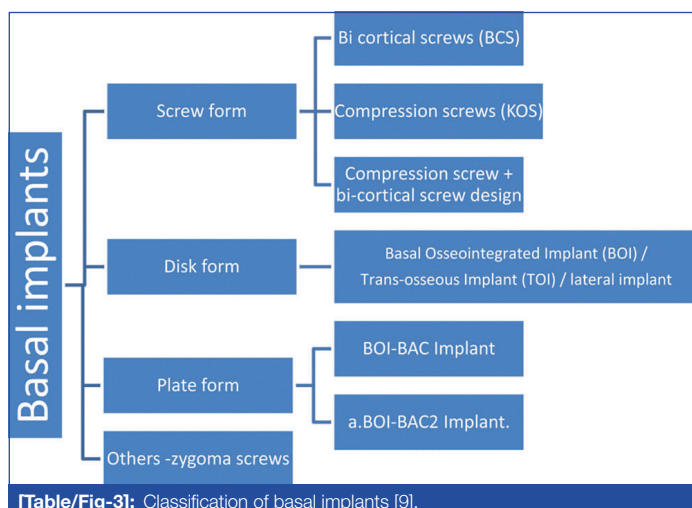 Basal implants
Screw form
Bi cortical screws (BCS)
Compression screws (KOS)
Compression screw +
bi-cortical screw design
Disk form
Basal Osseointegrated Implant (BOI) /
Trans-osseous Implant (TOI) / lateral implant
Plate form
BOI-BAC Implant
a.BOI-BAC2 Implant.
Others -zygoma screws
[Table/Fig-3]: Classification of basal implants [9].